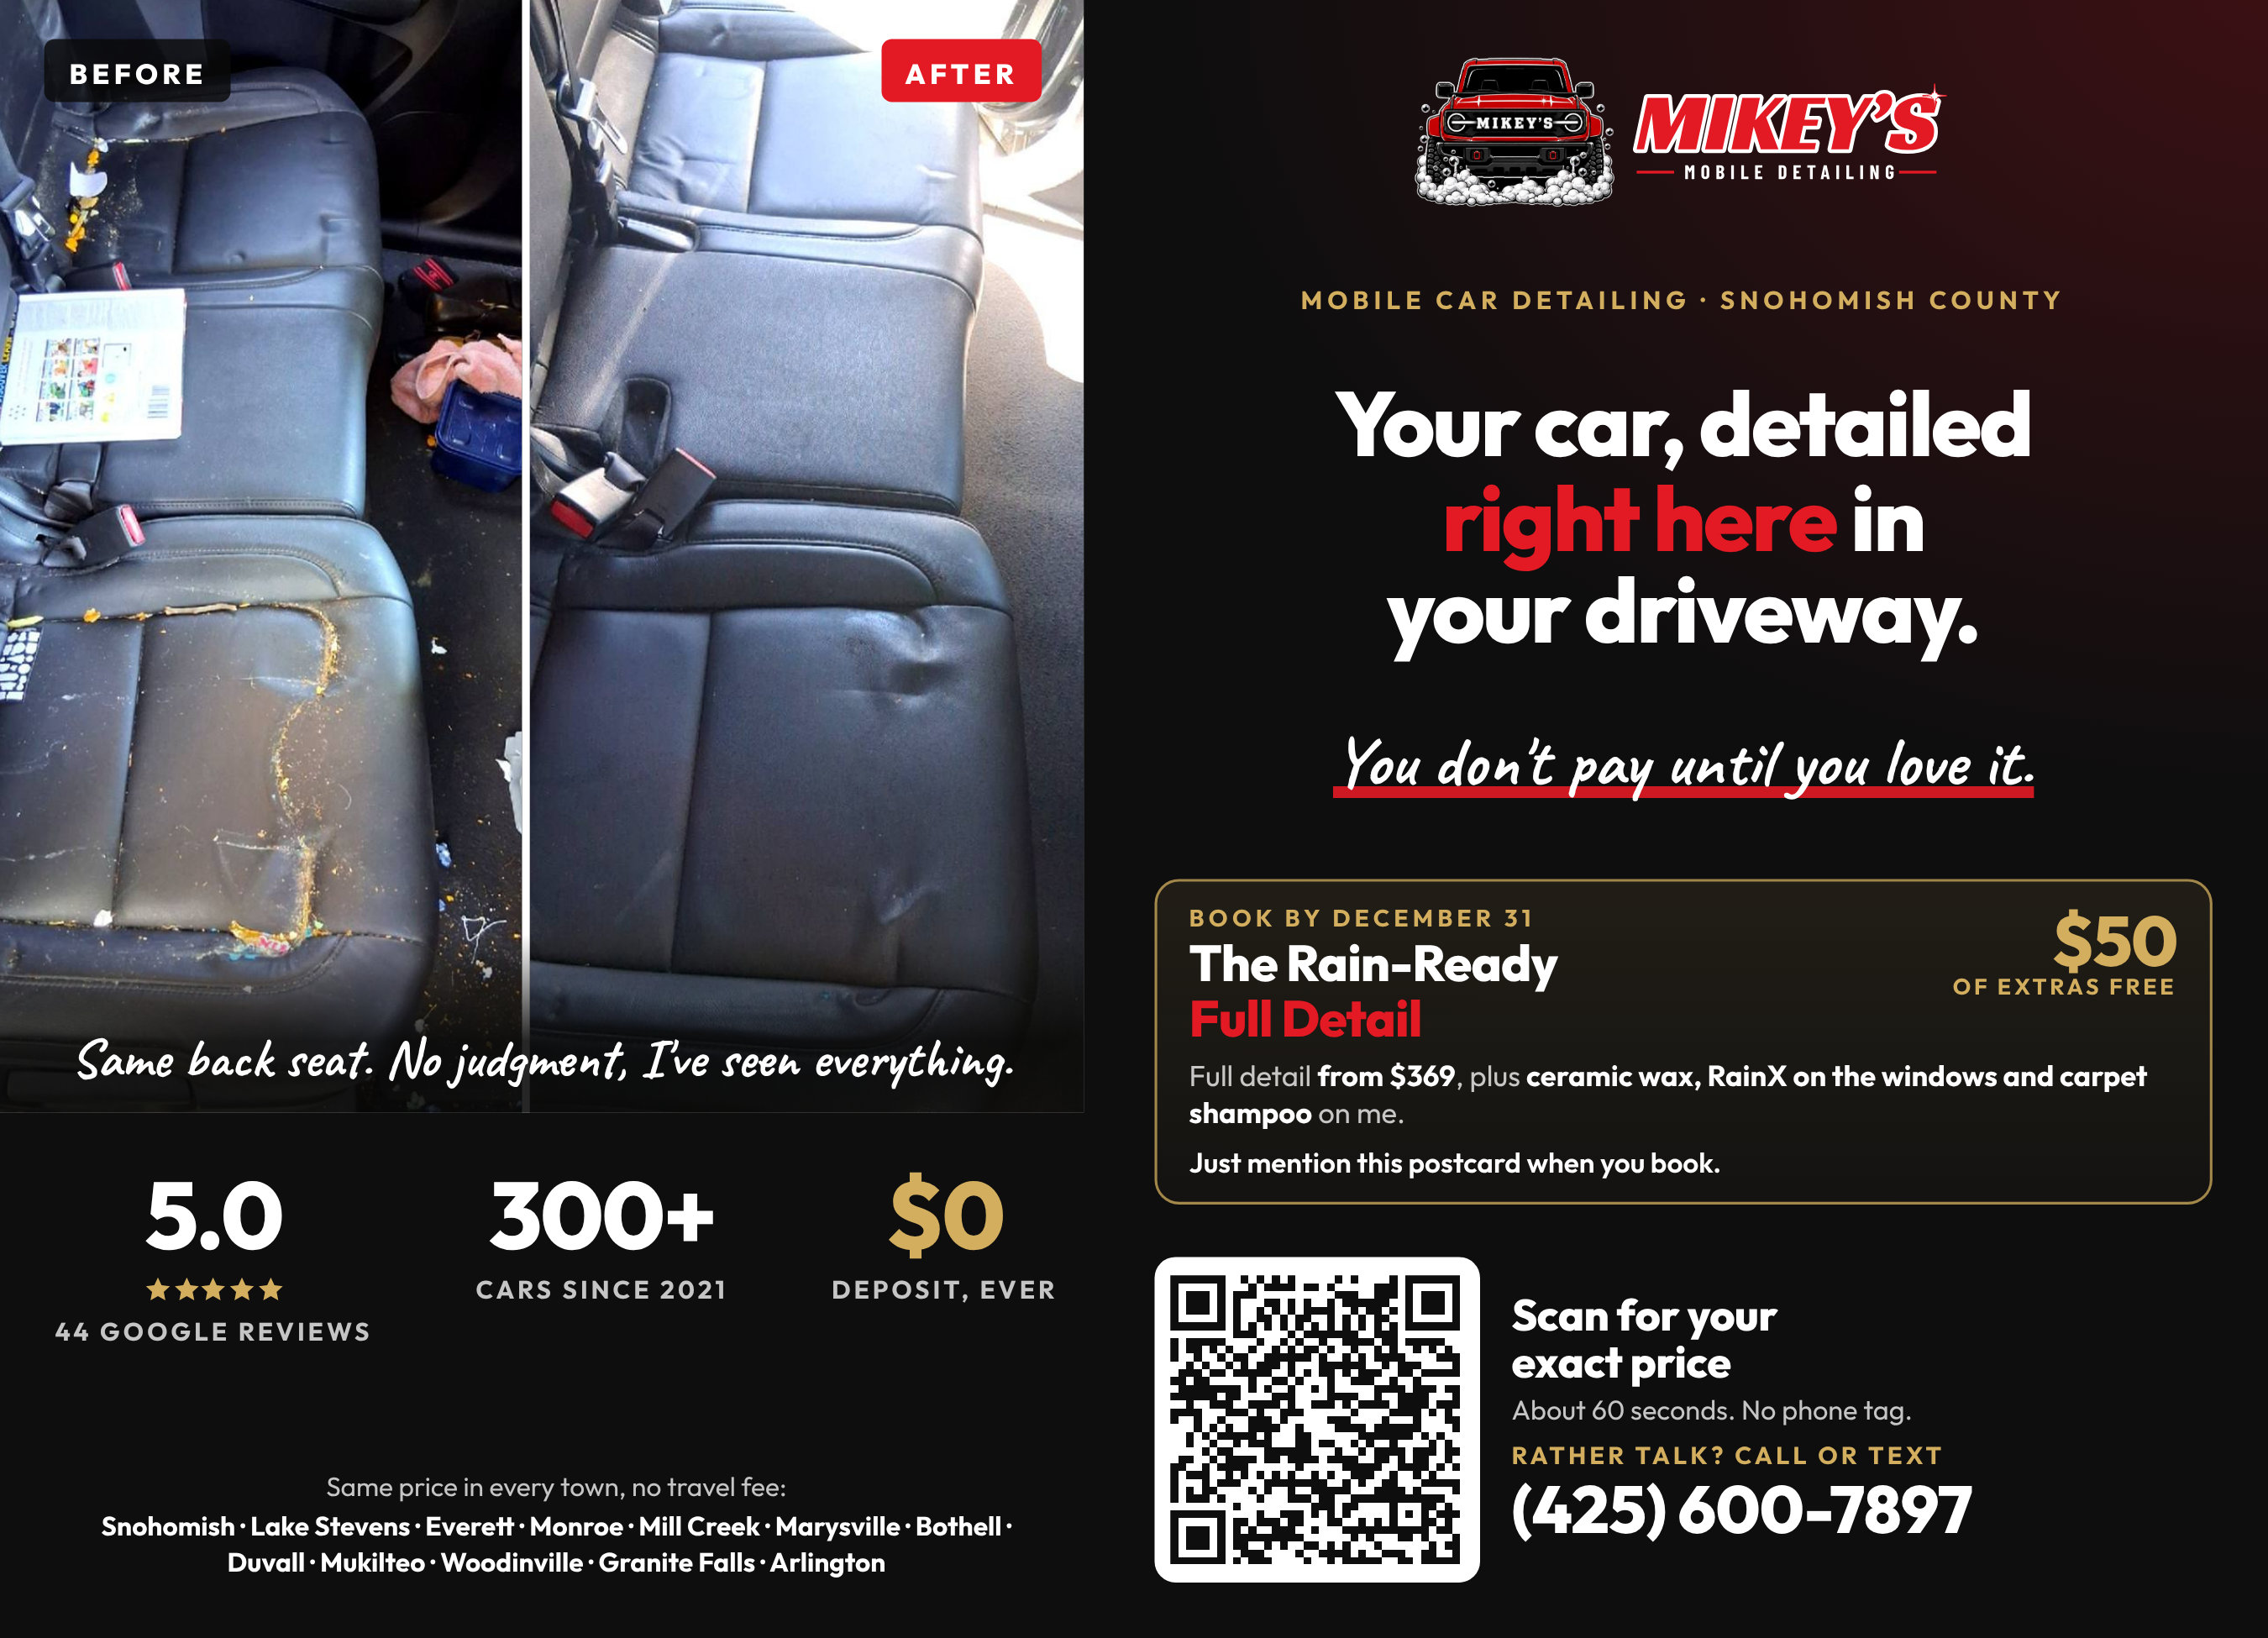 BEFORE
AFTER
Same back seat. No judgment, I've seen everything.
5.0
★★★★★
44 GOOGLE REVIEWS
300+
CARS SINCE 2021
$0
DEPOSIT, EVER
Same price in every town, no travel fee:
Snohomish · Lake Stevens · Everett · Monroe · Mill Creek · Marysville · Bothell ·
Duvall · Mukilteo · Woodinville · Granite Falls · Arlington
MIKEY'S
MIKEY'S
MOBILE DETAILING
MOBILE CAR DETAILING · SNOHOMISH COUNTY
Your car, detailed
right here in
your driveway.
You don't pay until you love it.
BOOK BY DECEMBER 31
The Rain-Ready
Full Detail
$50
OF EXTRAS FREE
Full detail from $369, plus ceramic wax, RainX on the windows and carpet
shampoo on me.
Just mention this postcard when you book.
Scan for your
exact price
About 60 seconds. No phone tag.
RATHER TALK? CALL OR TEXT
(425) 600-7897